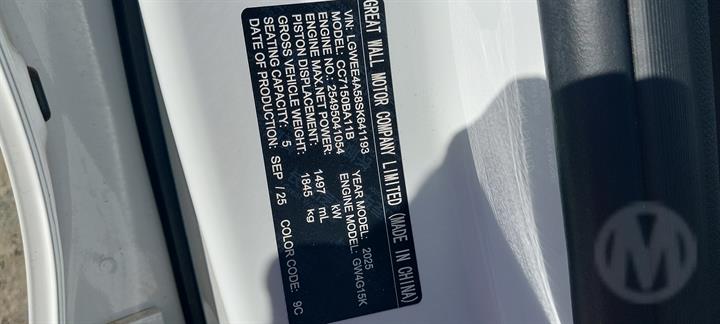 GREAT WALL MOTOR COMPANY LIMITED (MADE IN CHINA)
VIN: LGWEE4A58SK641193
MODEL: CC7150BA11B YEAR MODEL: 2025
ENGINE NO.: 25495041054 ENGINE MODEL: GW4G15K
ENGINE MAX.NET POWER: kW
PISTON DISPLACEMENT: 1497 mL
GROSS VEHICLE WEIGHT: 1845 kg
SEATING CAPACITY: 5
DATE OF PRODUCTION: SEP / 25 COLOR CODE: 9C
M